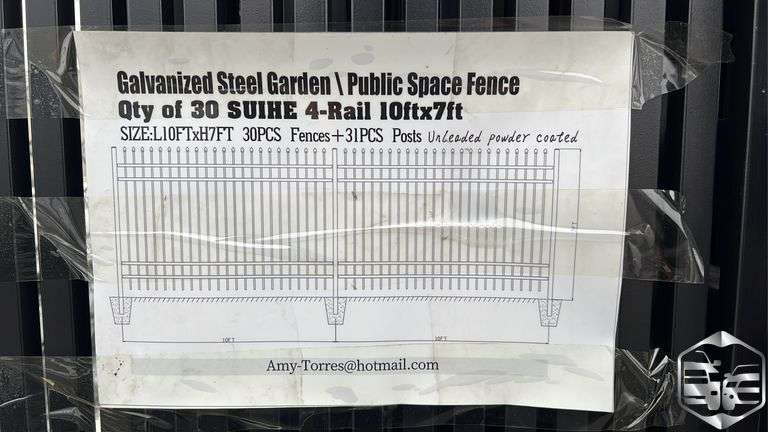 Galvanized Steel Garden \ Public Space Fence
Qty of 30 SUIHE 4-Rail 10ftx7ft
SIZE:L10FTxH7FT 30PCS Fences+31PCS Posts Unleaded powder coated
10FT 10FT
Amy-Torres@hotmail.com